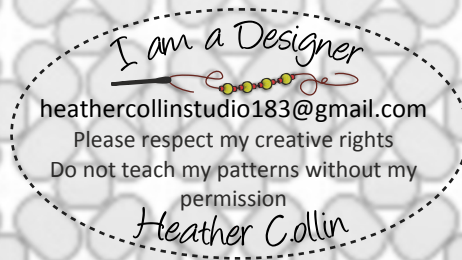 I am a Designer
heathercollinstudio183@gmail.com
Please respect my creative rights
Do not teach my patterns without my
permission
Heather Collin